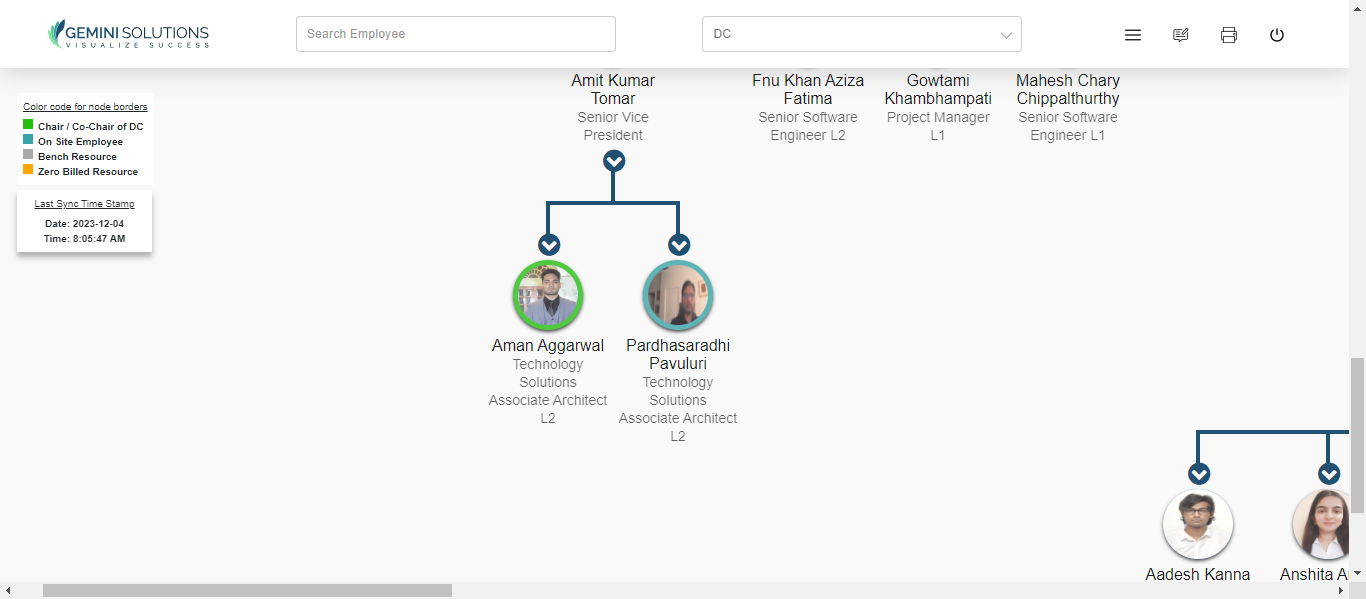 GEMINI SOLUTIONS
VISUALIZE SUCCESS
Search Employee
DC
Amit Kumar
Tomar
Senior Vice
President
Fnu Khan Aziza
Fatima
Senior Software
Engineer L2
Gowtami
Khambhampati
Project Manager
L1
Mahesh Chary
Chippalthurthy
Senior Software
Engineer L1
Color code for node borders
Chair / Co-Chair of DC
On Site Employee
Bench Resource
Zero Billed Resource
Last Sync Time Stamp
Date: 2023-12-04
Time: 8:05:47 AM
Aman Aggarwal
Technology
Solutions
Associate Architect
L2
Pardhasaradhi
Pavuluri
Technology
Solutions
Associate Architect
L2
Aadesh Kanna
Anshita